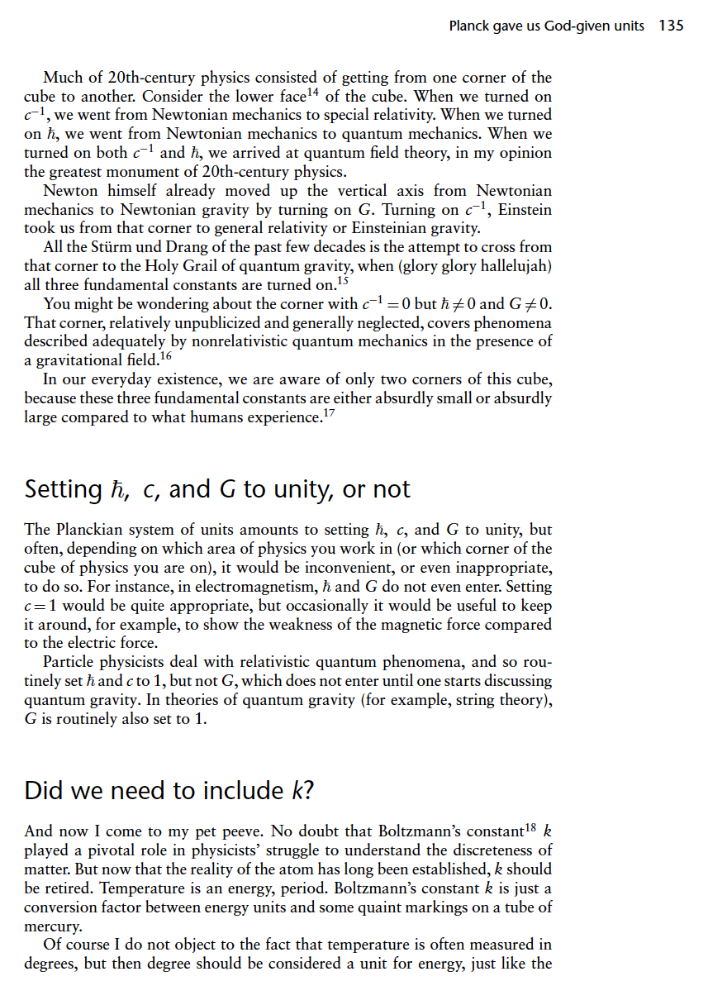 Planck gave us God-given units 135
Much of 20th-century physics consisted of getting from one corner of the
cube to another. Consider the lower face¹⁴ of the cube. When we turned on
c⁻¹, we went from Newtonian mechanics to special relativity. When we turned
on ħ, we went from Newtonian mechanics to quantum mechanics. When we
turned on both c⁻¹ and ħ, we arrived at quantum field theory, in my opinion
the greatest monument of 20th-century physics.
Newton himself already moved up the vertical axis from Newtonian
mechanics to Newtonian gravity by turning on G. Turning on c⁻¹, Einstein
took us from that corner to general relativity or Einsteinian gravity.
All the Stürm und Drang of the past few decades is the attempt to cross from
that corner to the Holy Grail of quantum gravity, when (glory glory hallelujah)
all three fundamental constants are turned on.¹⁵
You might be wondering about the corner with c⁻¹ = 0 but ħ ≠ 0 and G ≠ 0.
That corner, relatively unpublicized and generally neglected, covers phenomena
described adequately by nonrelativistic quantum mechanics in the presence of
a gravitational field.¹⁶
In our everyday existence, we are aware of only two corners of this cube,
because these three fundamental constants are either absurdly small or absurdly
large compared to what humans experience.¹⁷
Setting ħ, c, and G to unity, or not
The Planckian system of units amounts to setting ħ, c, and G to unity, but
often, depending on which area of physics you work in (or which corner of the
cube of physics you are on), it would be inconvenient, or even inappropriate,
to do so. For instance, in electromagnetism, ħ and G do not even enter. Setting
c = 1 would be quite appropriate, but occasionally it would be useful to keep
it around, for example, to show the weakness of the magnetic force compared
to the electric force.
Particle physicists deal with relativistic quantum phenomena, and so rou-
tinely set ħ and c to 1, but not G, which does not enter until one starts discussing
quantum gravity. In theories of quantum gravity (for example, string theory),
G is routinely also set to 1.
Did we need to include k?
And now I come to my pet peeve. No doubt that Boltzmann's constant¹⁸ k
played a pivotal role in physicists' struggle to understand the discreteness of
matter. But now that the reality of the atom has long been established, k should
be retired. Temperature is an energy, period. Boltzmann's constant k is just a
conversion factor between energy units and some quaint markings on a tube of
mercury.
Of course I do not object to the fact that temperature is often measured in
degrees, but then degree should be considered a unit for energy, just like the